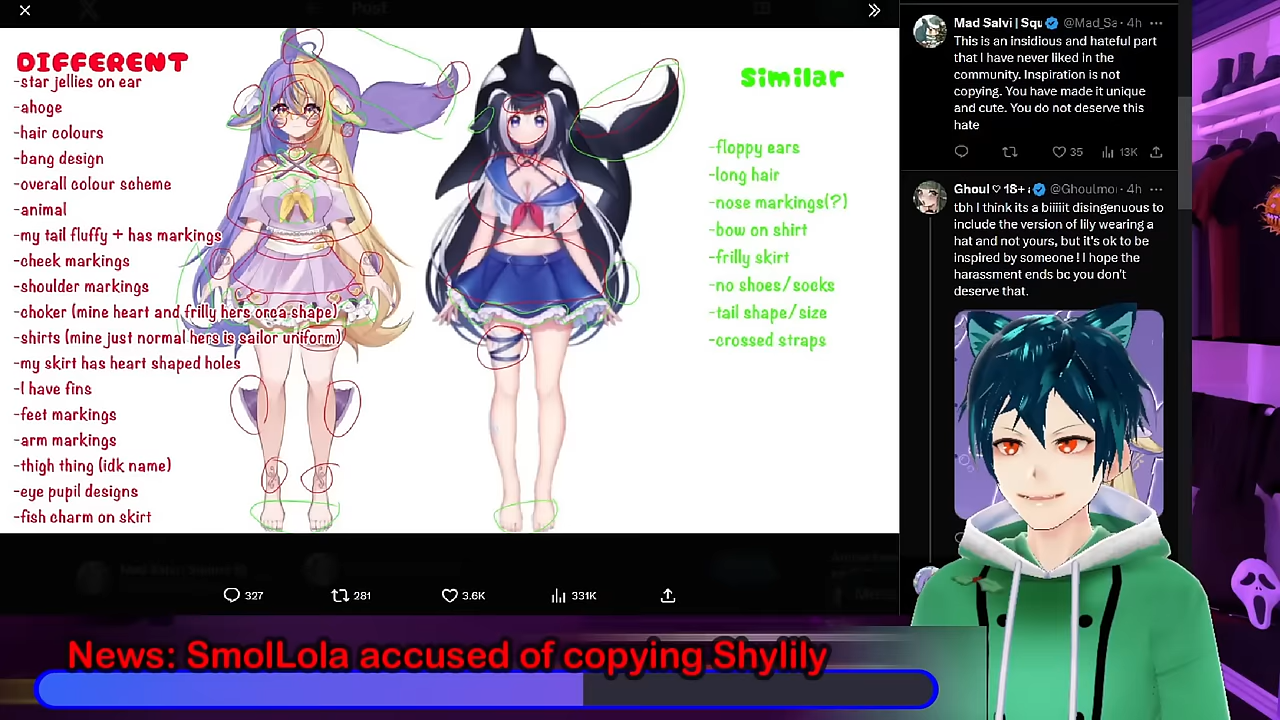 DIFFERENT
-star jellies on ear
-ahoge
-hair colours
-bang design
-overall colour scheme
-animal
-my tail fluffy + has markings
-cheek markings
-shoulder markings
-choker (mine heart and frilly hers orca shape)
-shirts (mine just normal hers is sailor uniform)
-my skirt has heart shaped holes
-I have fins
-feet markings
-arm markings
-thigh thing (idk name)
-eye pupil designs
-fish charm on skirt
Similar
-floppy ears
-long hair
-nose markings(?)
-bow on shirt
-frilly skirt
-no shoes/socks
-tail shape/size
-crossed straps
327 281 3.6K 331K
Mad Salvi | Squ @Mad_Sa · 4h
This is an insidious and hateful part
that I have never liked in the
community. Inspiration is not
copying. You have made it unique
and cute. You do not deserve this
hate
35 13K
Ghoul ♡ 18+ @Ghoulmo · 4h
tbh I think its a biiiiit disingenuous to
include the version of lily wearing a
hat and not yours, but it's ok to be
inspired by someone ! I hope the
harassment ends bc you don't
deserve that.
News: SmolLola accused of copying Shylily